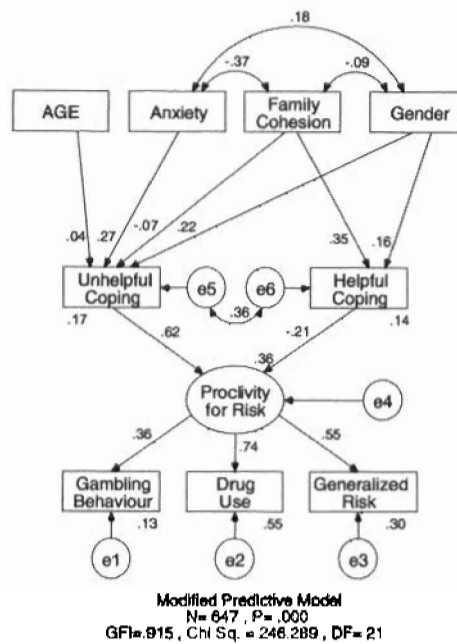 .18
-.37
-.09
AGE
Anxiety
Family
Cohesion
Gender
.04
.27
-.07
.22
.35
.16
Unhelpful
Coping
e5
e6
Helpful
Coping
.17
.36
.14
.62
-.21
.36
Proclivity
for Risk
e4
.36
.74
.55
Gambling
Behaviour
Drug
Use
Generalized
Risk
.13
.55
.30
e1
e2
e3
Modified Predictive Model
N= 647 , P= .000
GFI=.915 , Chi Sq. = 246.289 , DF= 21